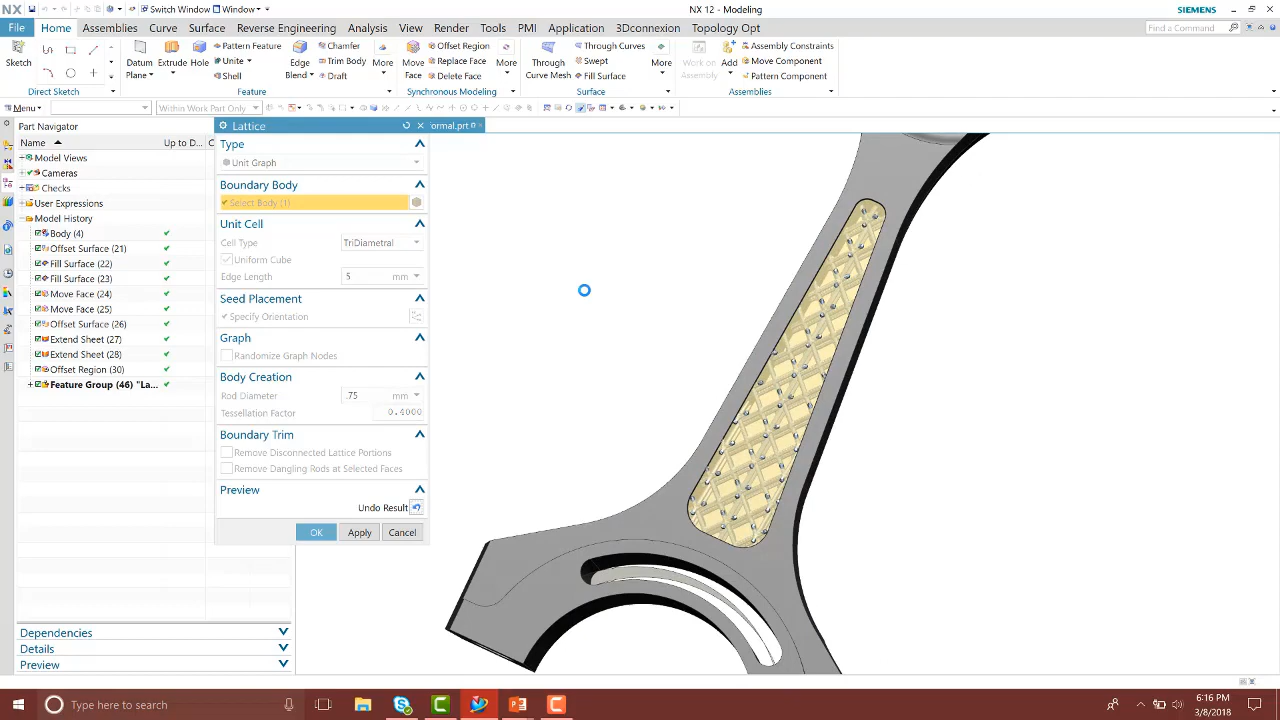 NX
Switch Window
Window
NX 12 - Modeling
SIEMENS
File
Home
Assemblies
Curve
Surface
Reverse Engineering
Analysis
View
Render
Tools
PMI
Application
3Dconnexion
Topology Opt
Find a Command
Sketch
Direct Sketch
Datum Plane
Extrude
Hole
Pattern Feature
Unite
Shell
Edge Blend
Chamfer
Trim Body
Draft
More
Feature
Move Face
Offset Region
Replace Face
Delete Face
More
Synchronous Modeling
Through Curve Mesh
Through Curves
Swept
Fill Surface
More
Surface
Work on Assembly
Add
Assembly Constraints
Move Component
Pattern Component
Assemblies
Menu
Within Work Part Only
Part Navigator
Name
Up to D...
C
Model Views
Cameras
Checks
User Expressions
Model History
Body (4)
Offset Surface (21)
Fill Surface (22)
Fill Surface (23)
Move Face (24)
Move Face (25)
Offset Surface (26)
Extend Sheet (27)
Extend Sheet (28)
Offset Region (30)
Feature Group (46) "La...
Dependencies
Details
Preview
Lattice
formal.prt
Type
Unit Graph
Boundary Body
Select Body (1)
Unit Cell
Cell Type
TriDiametral
Uniform Cube
Edge Length
5
mm
Seed Placement
Specify Orientation
Graph
Randomize Graph Nodes
Body Creation
Rod Diameter
.75
mm
Tessellation Factor
0.4000
Boundary Trim
Remove Disconnected Lattice Portions
Remove Dangling Rods at Selected Faces
Preview
Undo Result
OK
Apply
Cancel
Type here to search
6:16 PM
3/8/2018